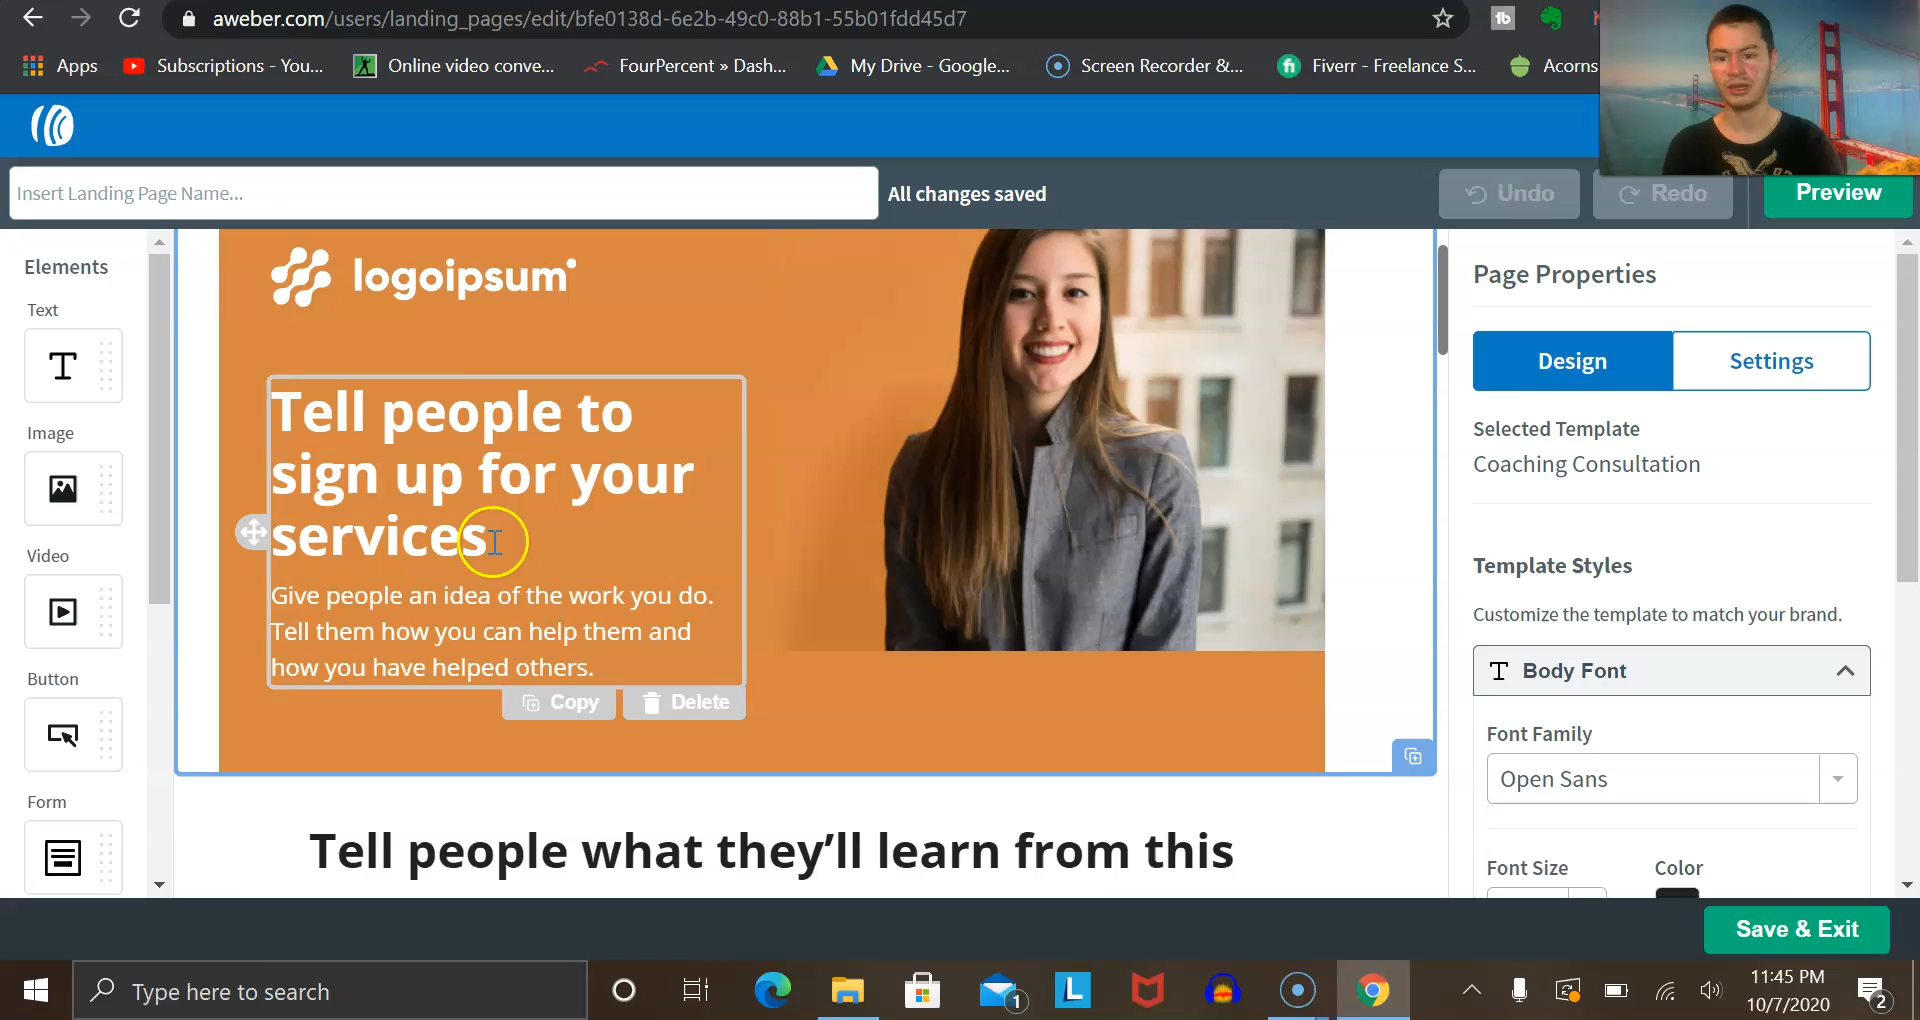 aweber.com/users/landing_pages/edit/bfe0138d-6e2b-49c0-88b1-55b01fdd45d7
tb
Apps
Subscriptions - You...
Online video conve...
FourPercent » Dash...
My Drive - Google...
Screen Recorder &...
Fiverr - Freelance S...
Acorns
Insert Landing Page Name...
All changes saved
Undo
Redo
Preview
Elements
Text
Image
Video
Button
Form
logoipsum
Tell people to
sign up for your
services
Give people an idea of the work you do.
Tell them how you can help them and
how you have helped others.
Copy
Delete
Tell people what they’ll learn from this
Page Properties
Design
Settings
Selected Template
Coaching Consultation
Template Styles
Customize the template to match your brand.
Body Font
Font Family
Open Sans
Font Size
Color
Save & Exit
Type here to search
1
L
11:45 PM
10/7/2020
2